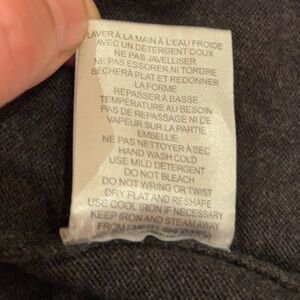 LAVER À LA MAIN À L'EAU FROIDE
AVEC UN DÉTERGENT DOUX
NE PAS JAVELLISER
NE PAS ESSORER NI TORDRE
SÉCHER À PLAT ET REDONNER
LA FORME
REPASSER À BASSE
TEMPÉRATURE AU BESOIN
PAS DE REPASSAGE NI DE
VAPEUR SUR LA PARTIE
EMBELLIE
NE PAS NETTOYER À SEC
HAND WASH COLD
USE MILD DETERGENT
DO NOT BLEACH
DO NOT WRING OR TWIST
DRY FLAT AND RESHAPE
USE COOL IRON IF NECESSARY
KEEP IRON AND STEAM AWAY
FROM